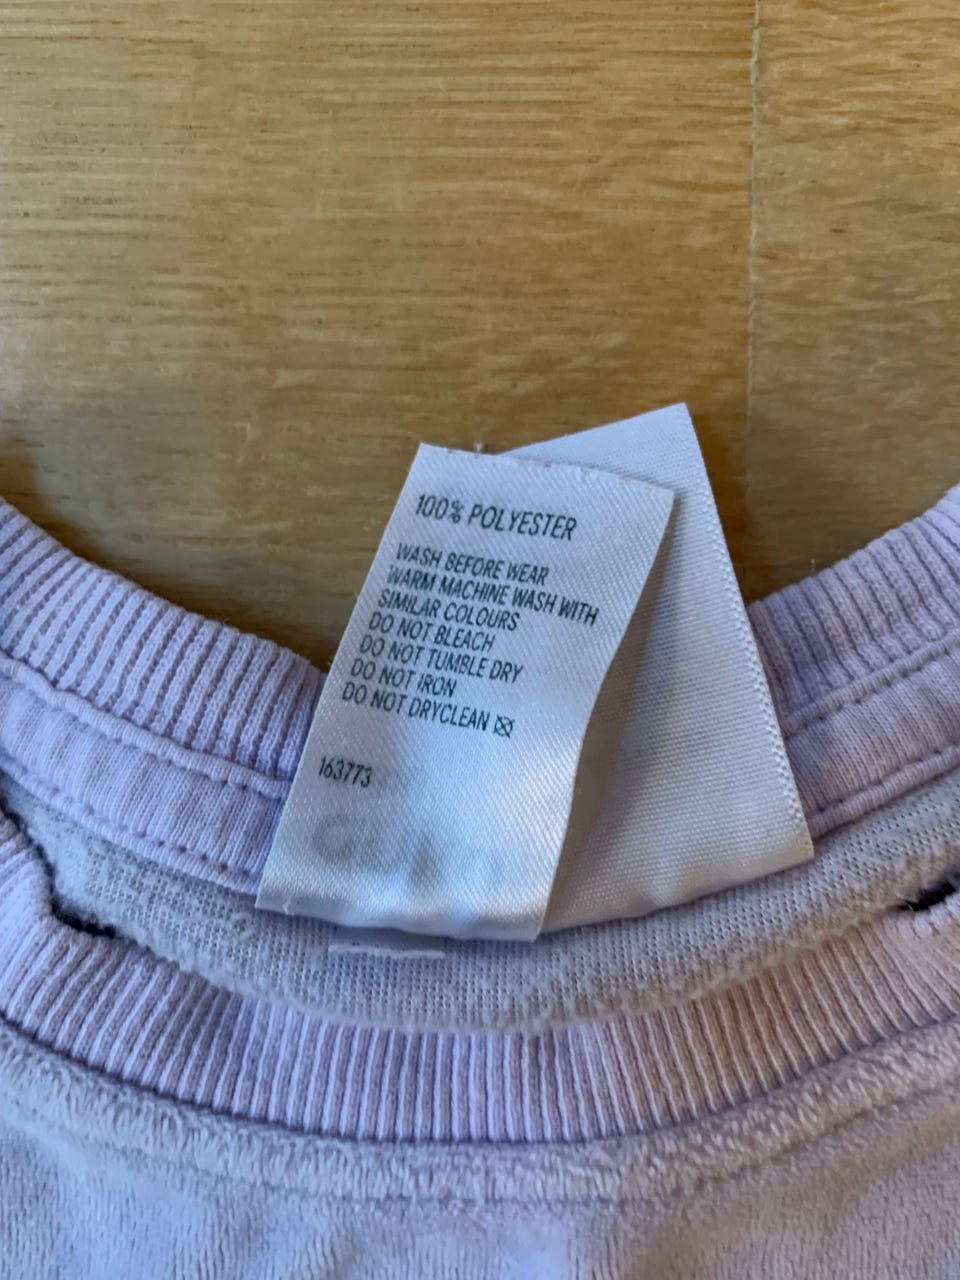 100% POLYESTER
WASH BEFORE WEAR
WARM MACHINE WASH WITH
SIMILAR COLOURS
DO NOT BLEACH
DO NOT TUMBLE DRY
DO NOT IRON
DO NOT DRYCLEAN
163773